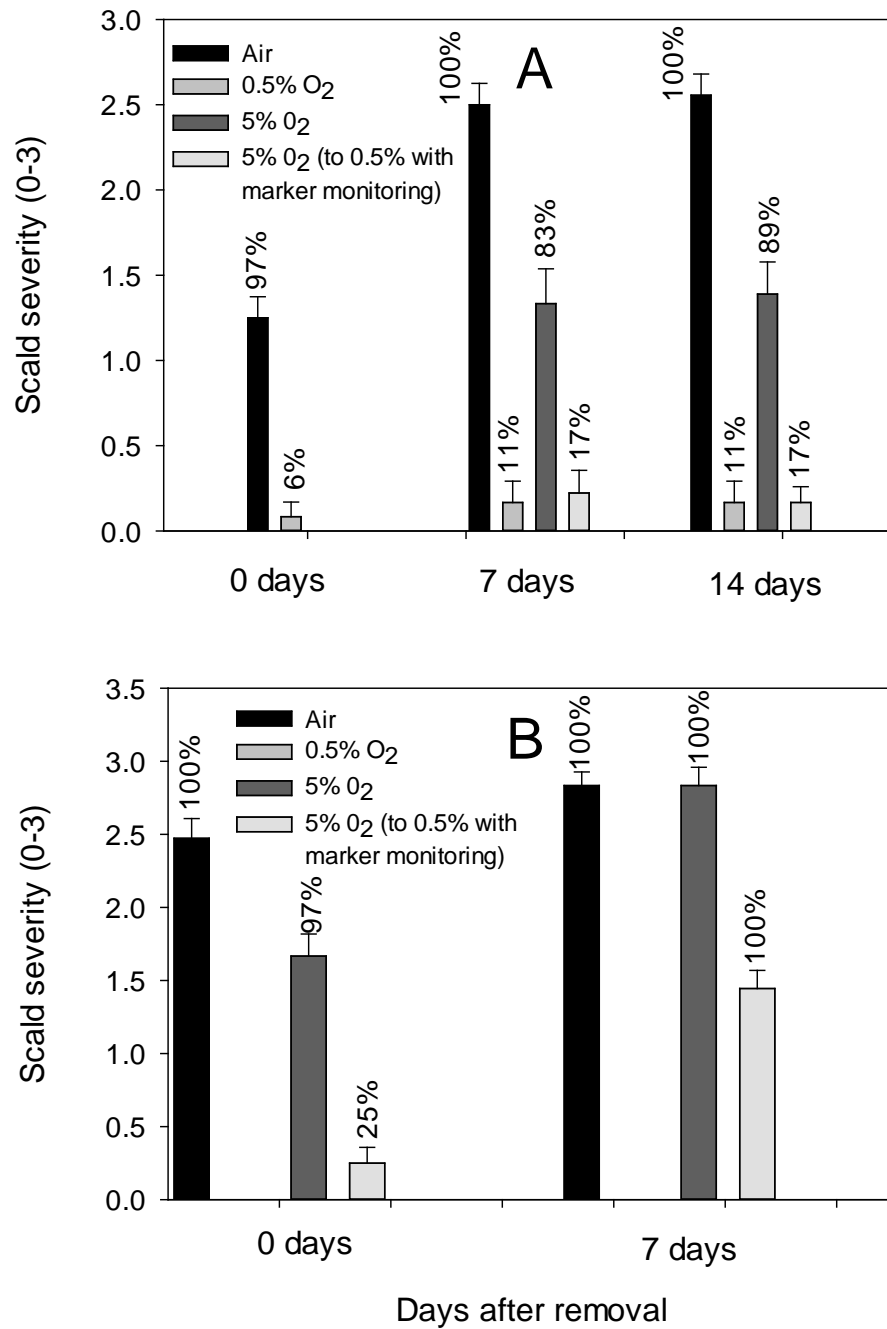 3.0
2.5
2.0
1.5
1.0
0.5
0.0
Scald severity (0-3)
Air
0.5% O2
5% 02
5% 02 (to 0.5% with
marker monitoring)
A
97%
6%
100%
11%
83%
17%
100%
11%
89%
17%
0 days
7 days
14 days
3.5
3.0
2.5
2.0
1.5
1.0
0.5
0.0
Scald severity (0-3)
Air
0.5% O2
5% 02
5% 02 (to 0.5% with
marker monitoring)
B
100%
97%
25%
100%
100%
100%
0 days
7 days
Days after removal